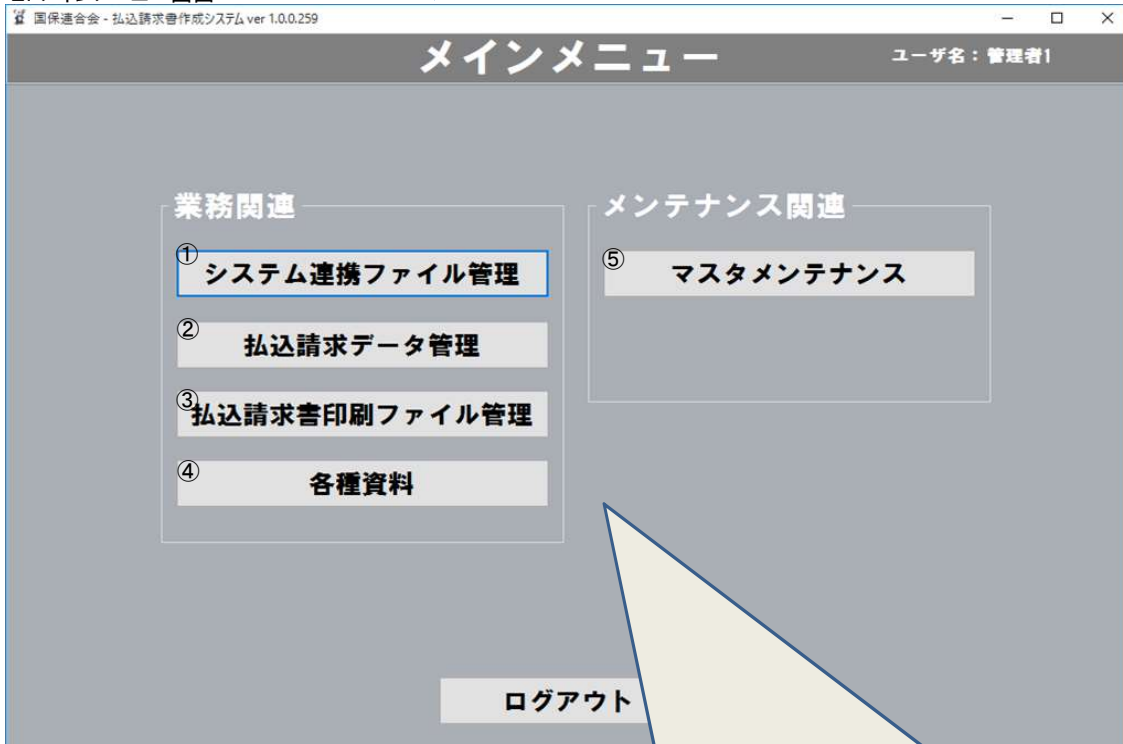 国保連合会 - 払込請求書作成システム ver 1.0.0.259
メインメニュー
ユーザ名：管理者1
業務関連
① システム連携ファイル管理
② 払込請求データ管理
③ 払込請求書印刷ファイル管理
④ 各種資料
メンテナンス関連
⑤ マスタメンテナンス
ログアウト